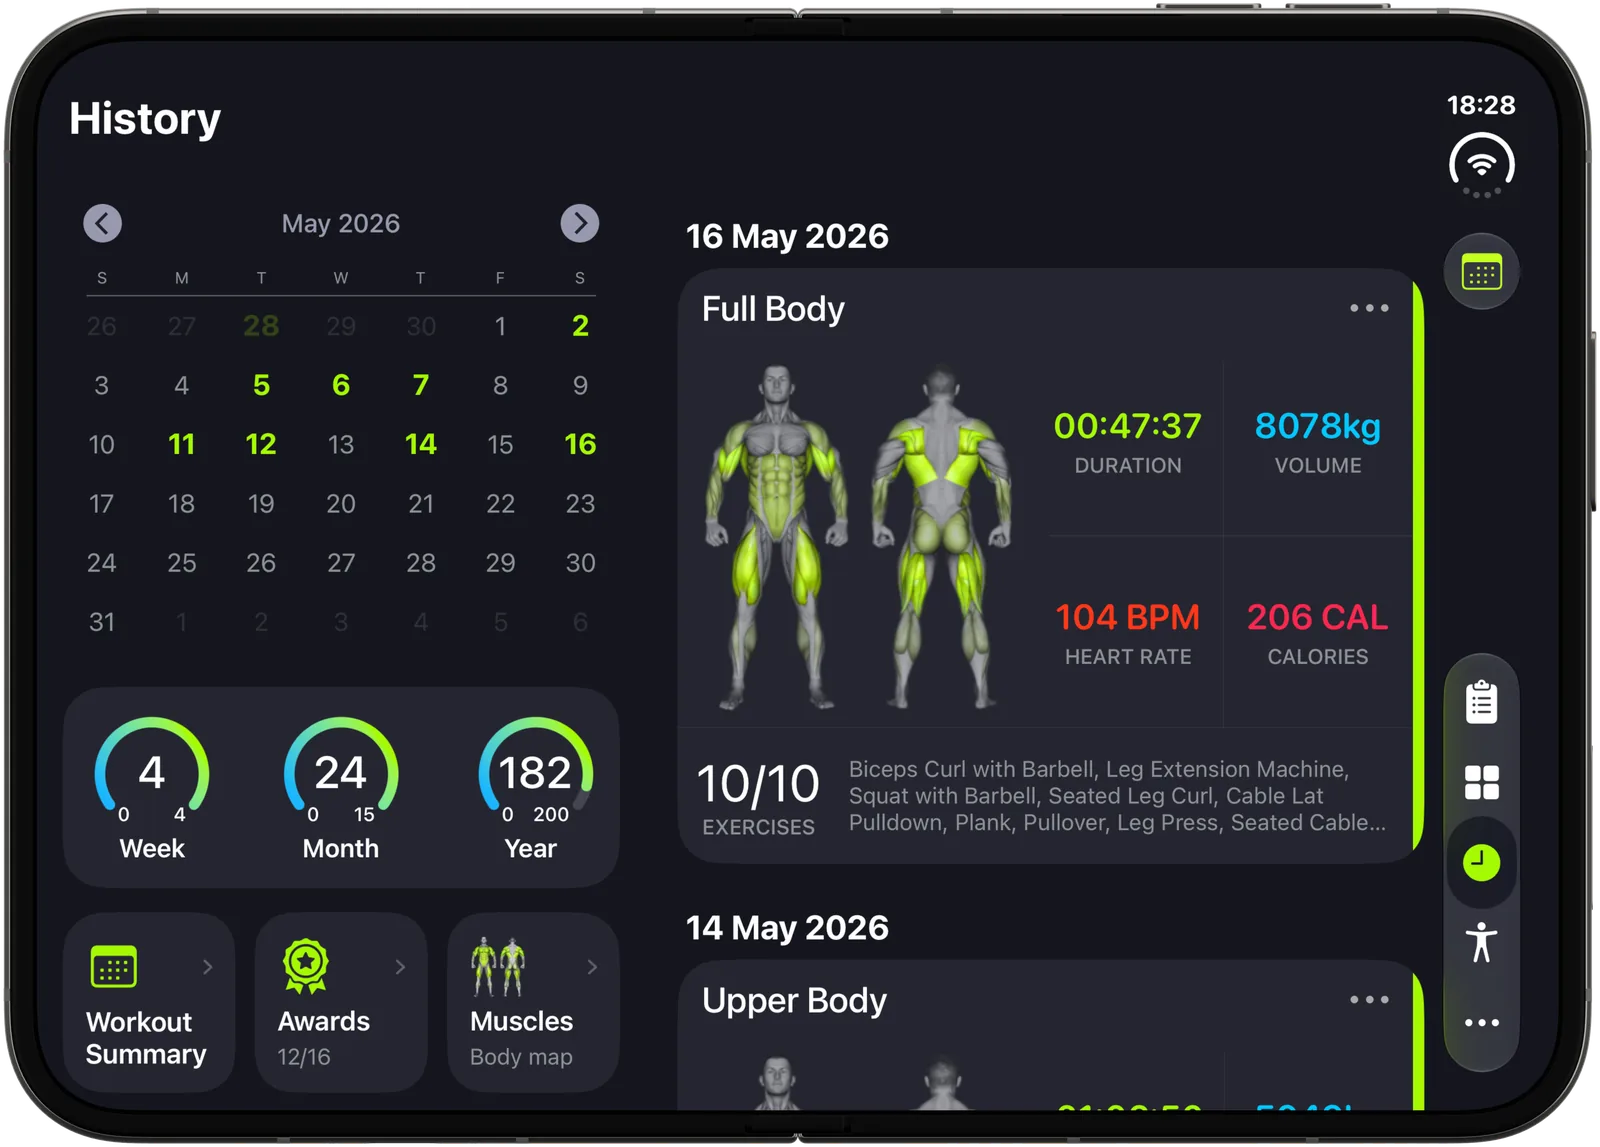 History
18:28
May 2026
S M T W T F S
26 27 28 29 30 1 2
3 4 5 6 7 8 9
10 11 12 13 14 15 16
17 18 19 20 21 22 23
24 25 26 27 28 29 30
31 1 2 3 4 5 6
4
0 4
Week
24
0 15
Month
182
0 200
Year
Workout
Summary
Awards
12/16
Muscles
Body map
16 May 2026
Full Body
00:47:37
DURATION
8078kg
VOLUME
104 BPM
HEART RATE
206 CAL
CALORIES
10/10
EXERCISES
Biceps Curl with Barbell, Leg Extension Machine,
Squat with Barbell, Seated Leg Curl, Cable Lat
Pulldown, Plank, Pullover, Leg Press, Seated Cable...
14 May 2026
Upper Body